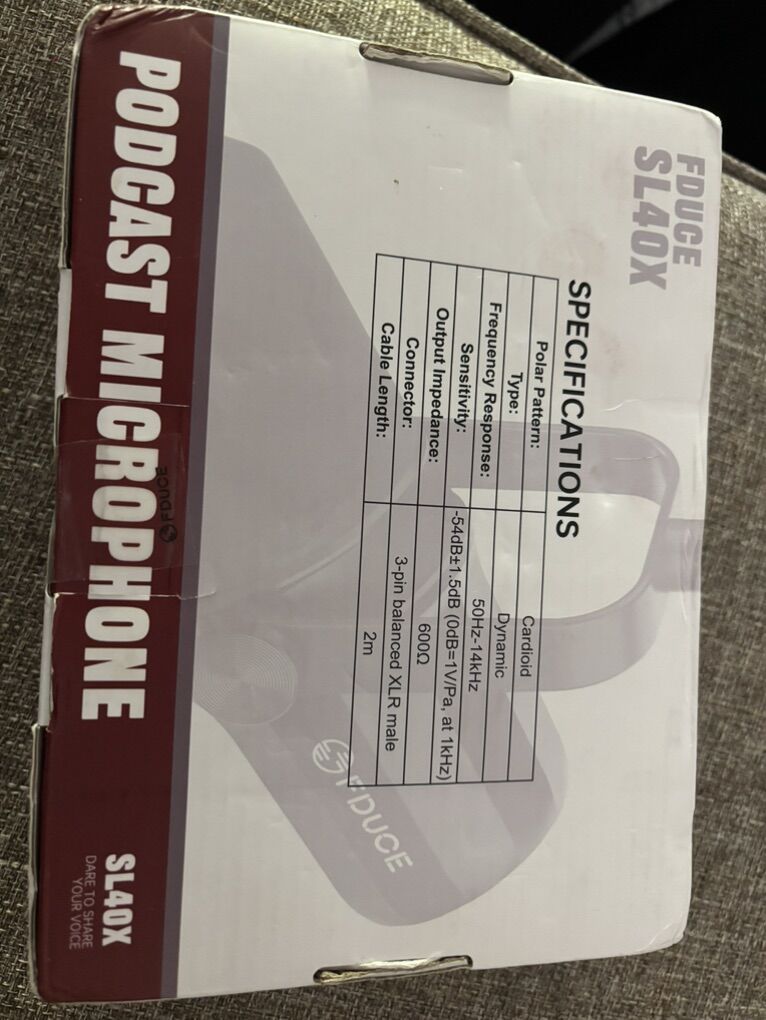 FDUCE
SL40X
SPECIFICATIONS
Polar Pattern: Cardioid
Type: Dynamic
Frequency Response: 50Hz-14kHz
Sensitivity: -54dB±1.5dB (0dB=1V/Pa, at 1kHz)
Output Impedance: 600Ω
Connector: 3-pin balanced XLR male
Cable Length: 2m
FDUCE
FDUCE
PODCAST MICROPHONE
SL40X
DARE TO SHARE
YOUR VOICE